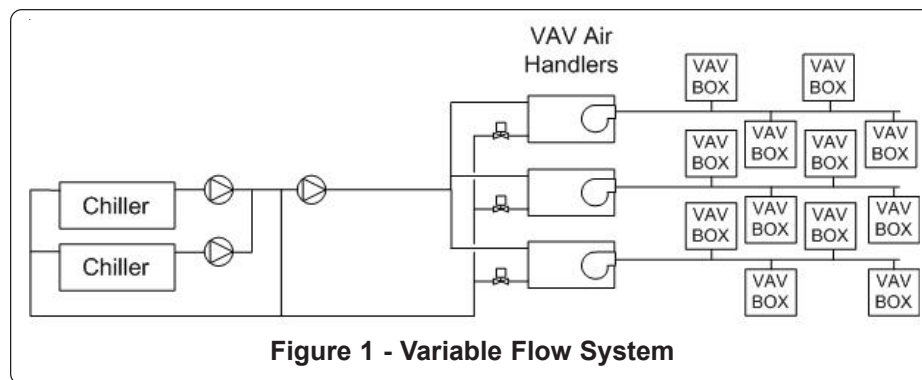 VAV Air
Handlers
VAV
BOX
VAV
BOX
VAV
BOX
VAV
BOX
VAV
BOX
VAV
BOX
VAV
BOX
VAV
BOX
Chiller
VAV
BOX
VAV
BOX
Chiller
VAV
BOX
VAV
BOX
Figure 1 - Variable Flow System